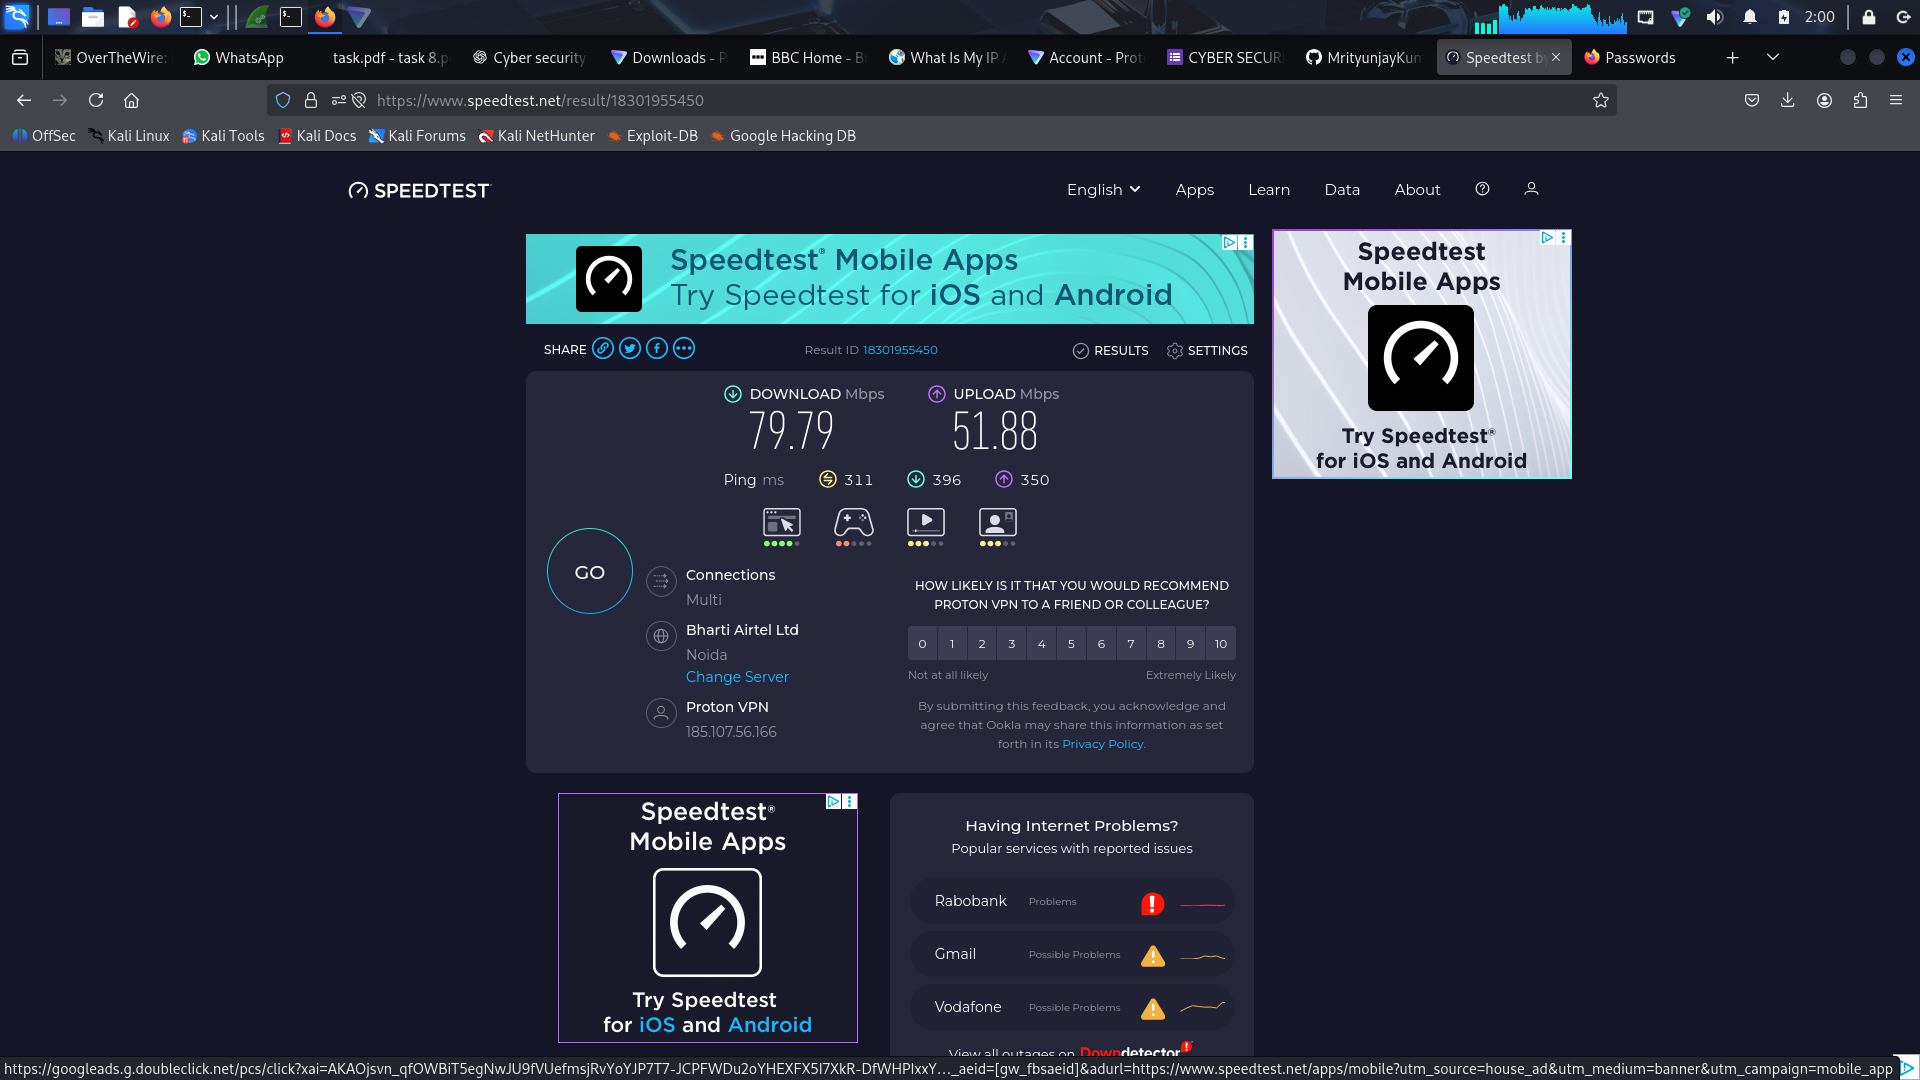 2:00
OverTheWire:
WhatsApp
task.pdf - task 8.p
Cyber security
Downloads - P
BBC Home - B
What Is My IP
Account - Prot
CYBER SECUR
MrityunjayKum
Speedtest by
Passwords
https://www.speedtest.net/result/18301955450
OffSec
Kali Linux
Kali Tools
Kali Docs
Kali Forums
Kali NetHunter
Exploit-DB
Google Hacking DB
SPEEDTEST
English
Apps
Learn
Data
About
Speedtest® Mobile Apps
Try Speedtest for iOS and Android
Speedtest
Mobile Apps
Try Speedtest®
for iOS and Android
SHARE
Result ID 18301955450
RESULTS
SETTINGS
DOWNLOAD Mbps
79.79
UPLOAD Mbps
51.88
Ping ms 311 396 350
GO
Connections
Multi
Bharti Airtel Ltd
Noida
Change Server
Proton VPN
185.107.56.166
HOW LIKELY IS IT THAT YOU WOULD RECOMMEND
PROTON VPN TO A FRIEND OR COLLEAGUE?
0 1 2 3 4 5 6 7 8 9 10
Not at all likely
Extremely Likely
By submitting this feedback, you acknowledge and
agree that Ookla may share this information as set
forth in its Privacy Policy.
Speedtest®
Mobile Apps
Try Speedtest
for iOS and Android
Having Internet Problems?
Popular services with reported issues
Rabobank Problems
Gmail Possible Problems
Vodafone Possible Problems
View all outages on Downdetector
https://googleads.g.doubleclick.net/pcs/click?xai=AKAOjsvn_qfOWBiT5egNwJU9fVUefmsjRvYoYJP7T7-JCPFWDu2oYHEXFX5I7XkR-DfWHPIxxY…_aeid=[gw_fbsaeid]&adurl=https://www.speedtest.net/apps/mobile?utm_source=house_ad&utm_medium=banner&utm_campaign=mobile_app